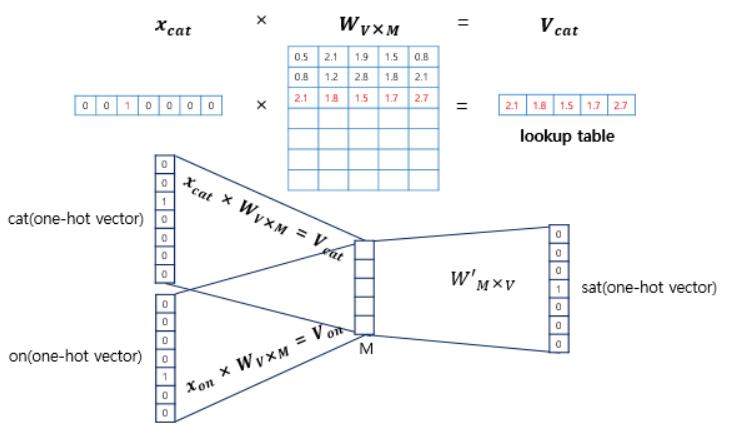 x_cat × W_V×M = V_cat
0.5 2.1 1.9 1.5 0.8
0.8 1.2 2.8 1.8 2.1
0 0 1 0 0 0 0 × 2.1 1.8 1.5 1.7 2.7 = 2.1 1.8 1.5 1.7 2.7
lookup table
cat(one-hot vector)
0
0
1
0
0
0
0
x_cat × W_V×M = V_cat
on(one-hot vector)
0
0
0
0
1
0
0
x_on × W_V×M = V_on
M
W'_M×V
0
0
0
1
0
0
0
sat(one-hot vector)